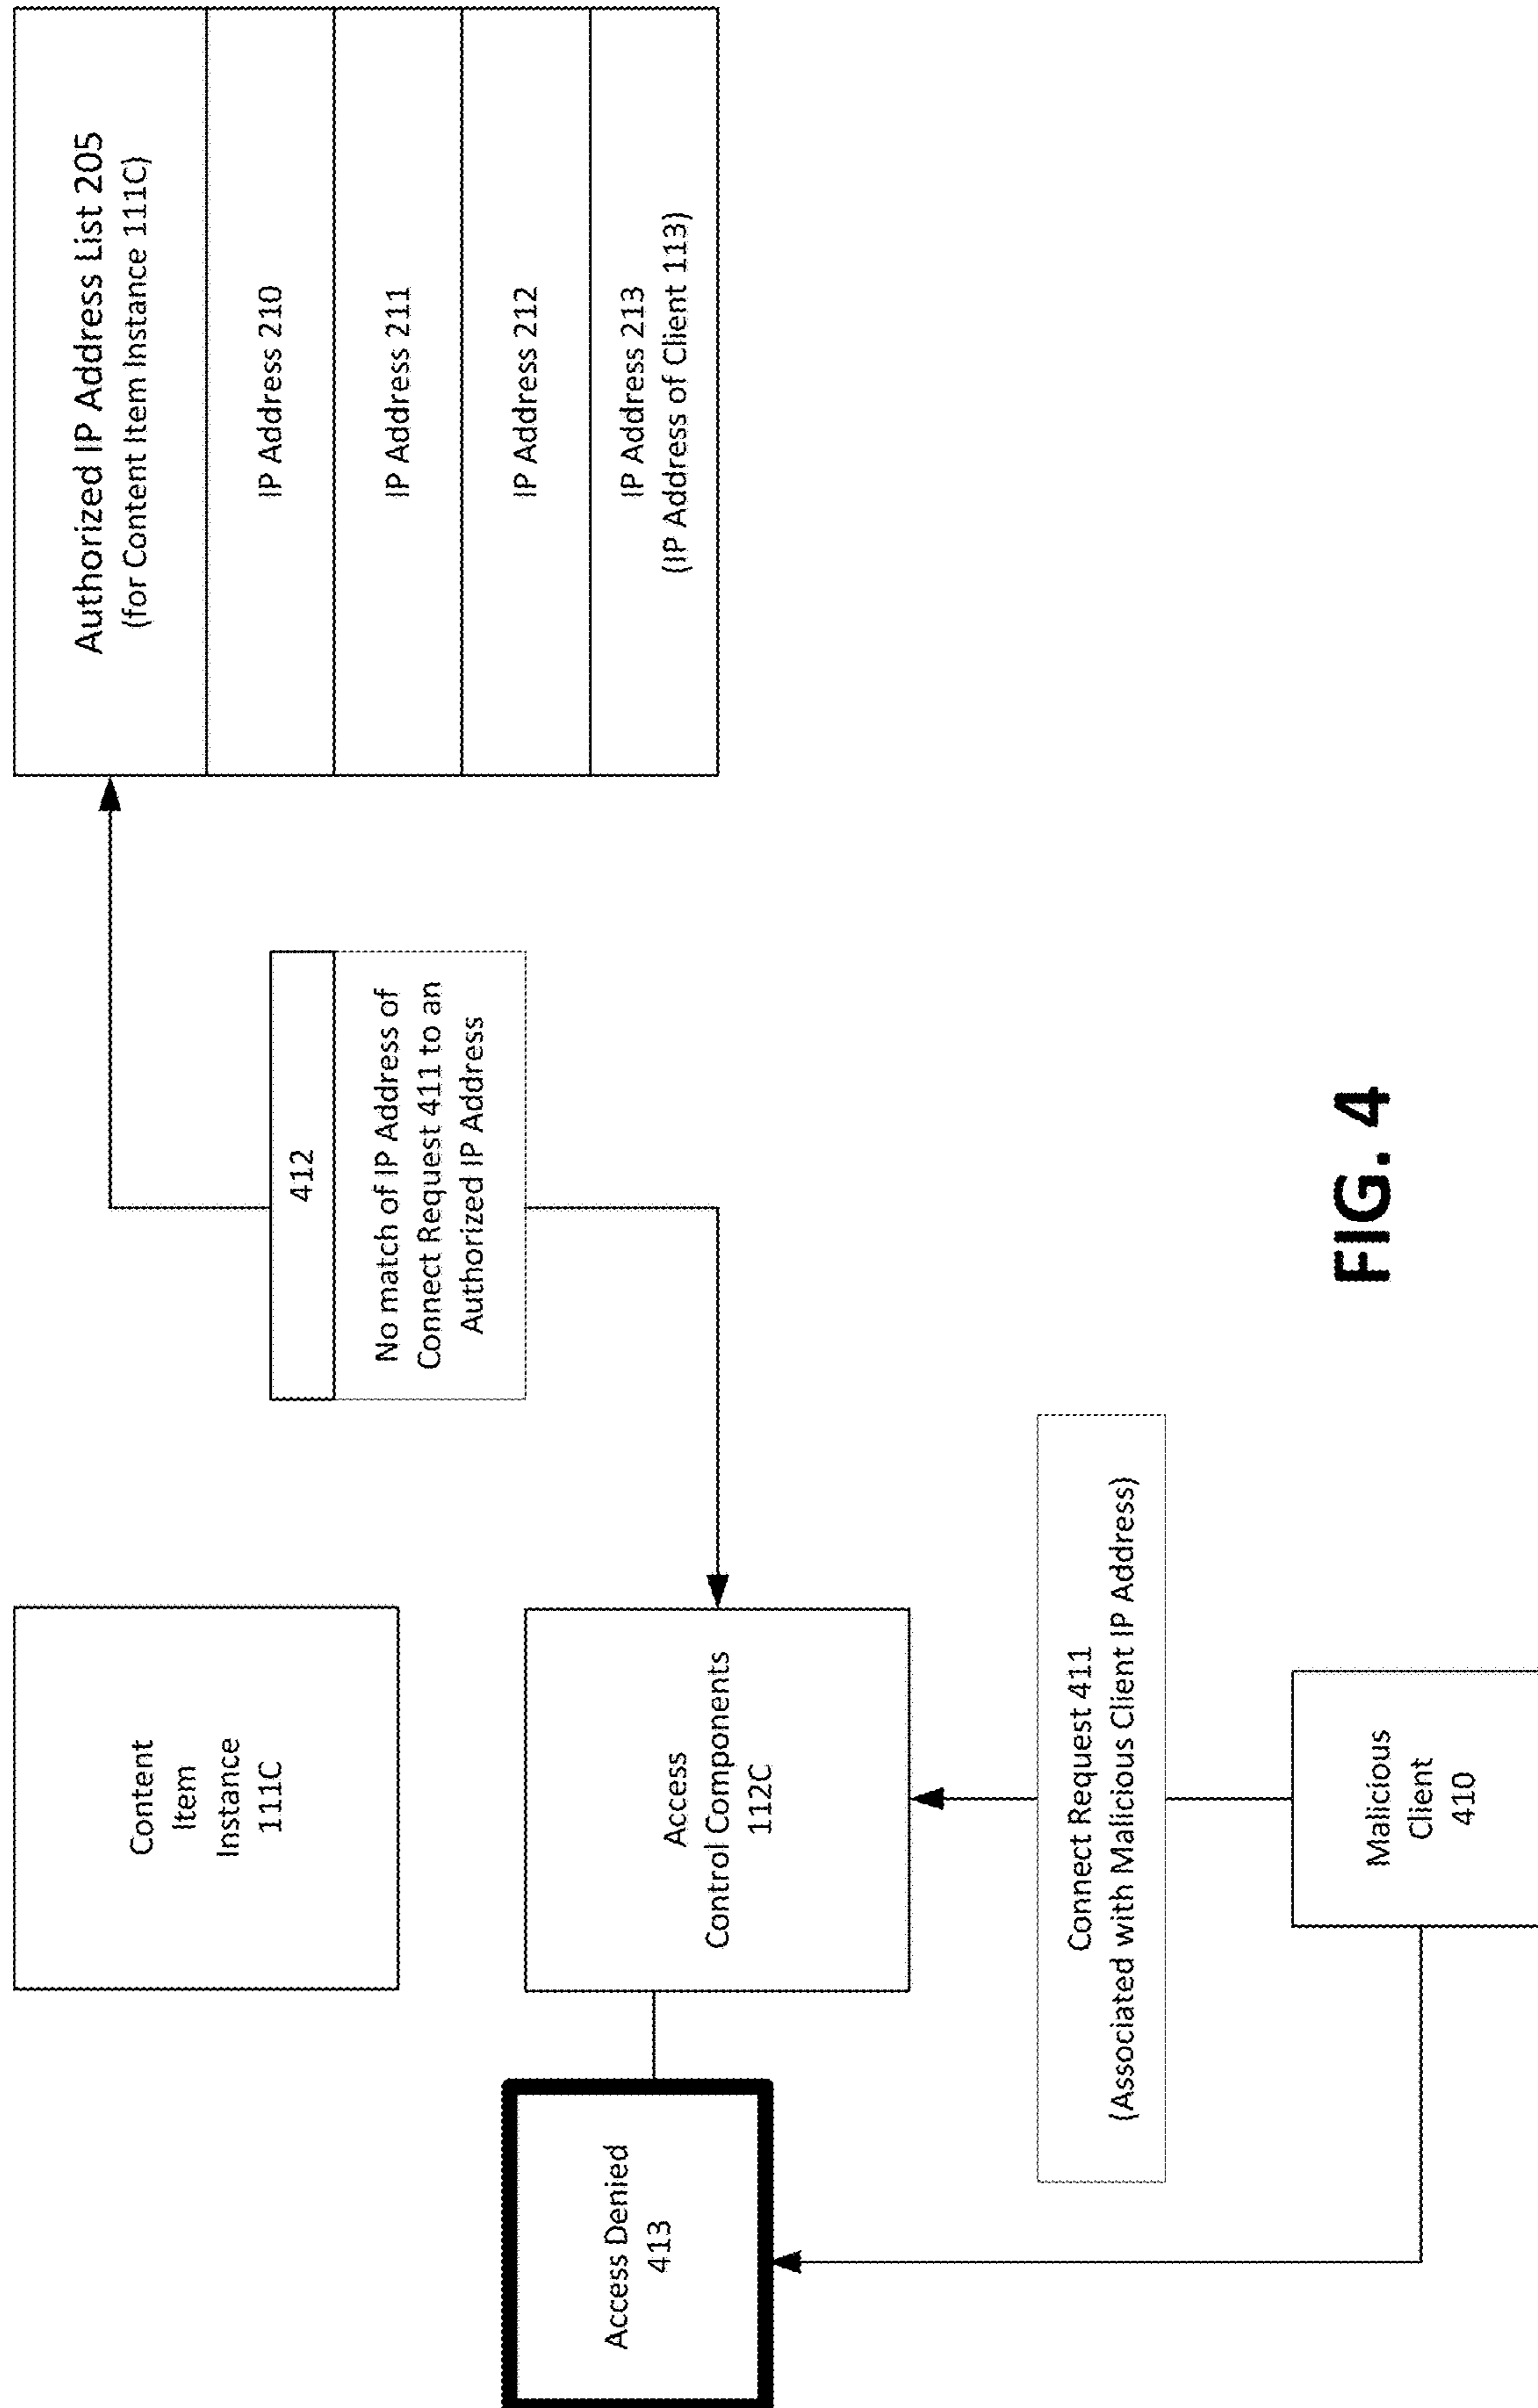 Content
Item
Instance
111C
Authorized IP Address List 205
(for Content Item Instance 111C)
IP Address 210
IP Address 211
IP Address 212
IP Address 213
(IP Address of Client 113)
412
No match of IP Address of
Connect Request 411 to an
Authorized IP Address
Access Denied
413
Access
Control Components
112C
Connect Request 411
(Associated with Malicious Client IP Address)
Malicious
Client
410
FIG. 4